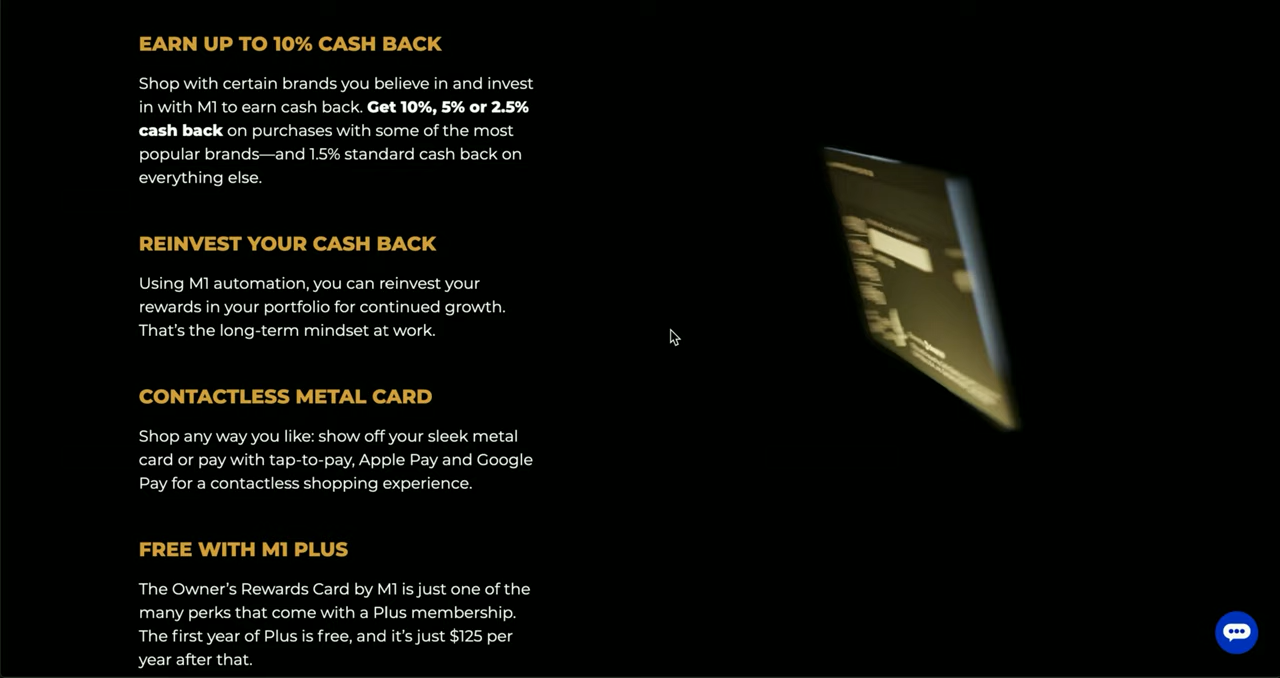 EARN UP TO 10% CASH BACK
Shop with certain brands you believe in and invest
in with M1 to earn cash back. Get 10%, 5% or 2.5%
cash back on purchases with some of the most
popular brands—and 1.5% standard cash back on
everything else.
REINVEST YOUR CASH BACK
Using M1 automation, you can reinvest your
rewards in your portfolio for continued growth.
That's the long-term mindset at work.
CONTACTLESS METAL CARD
Shop any way you like: show off your sleek metal
card or pay with tap-to-pay, Apple Pay and Google
Pay for a contactless shopping experience.
FREE WITH M1 PLUS
The Owner's Rewards Card by M1 is just one of the
many perks that come with a Plus membership.
The first year of Plus is free, and it's just $125 per
year after that.